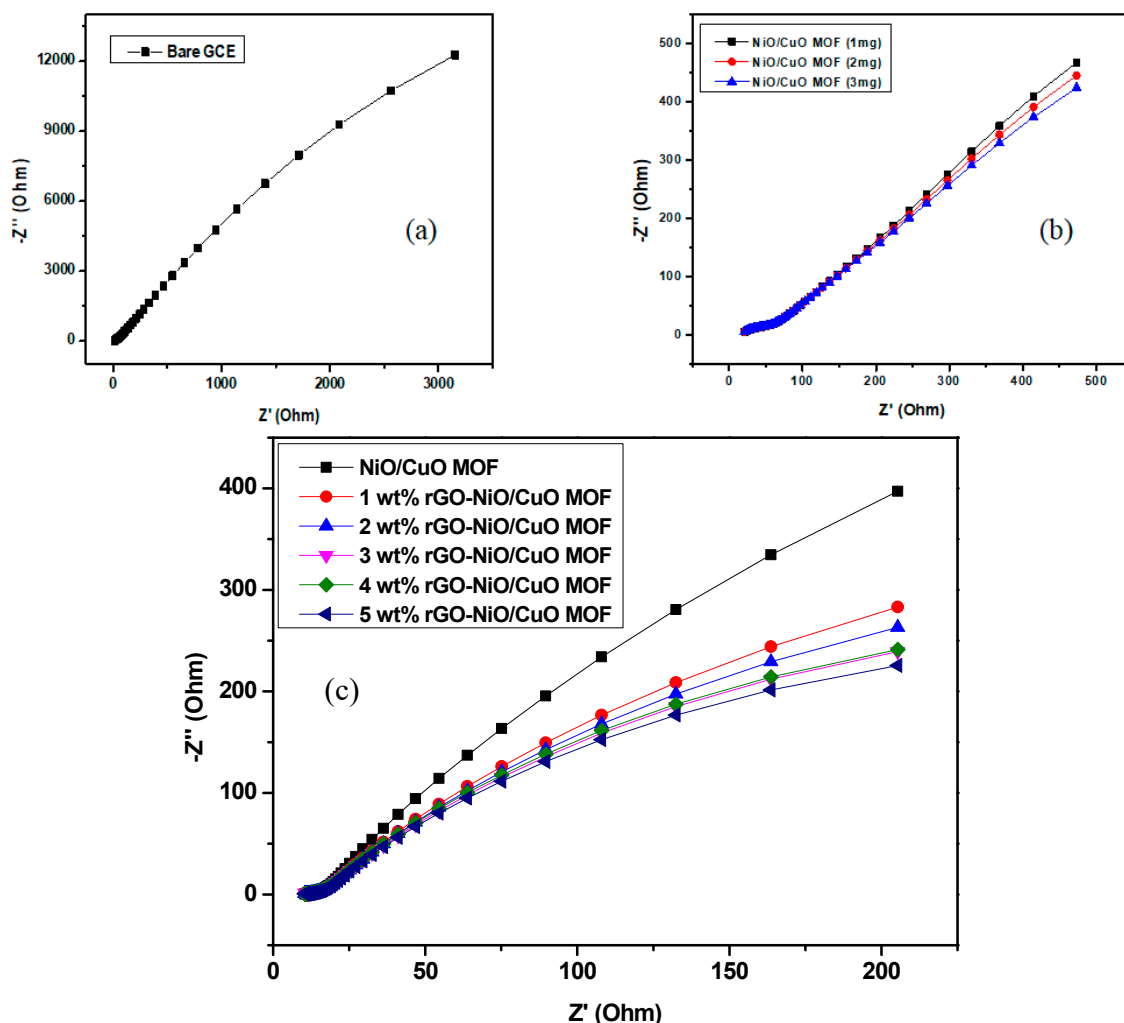 Bare GCE
-Z'' (O hm)
12000
9000
6000
3000
0
(a)
0
1000
2000
3000
Z' (Ohm)
NiO/CuO MOF (1mg)
NiO/CuO MOF (2mg)
NiO/CuO MOF (3mg)
-Z'' (Ohm)
500
400
300
200
100
0
(b)
0
100
200
300
400
500
Z' (Ohm)
NiO/CuO MOF
1 wt% rGO-NiO/CuO MOF
2 wt% rGO-NiO/CuO MOF
3 wt% rGO-NiO/CuO MOF
4 wt% rGO-NiO/CuO MOF
5 wt% rGO-NiO/CuO MOF
-Z'' (Ohm)
400
300
200
100
0
(c)
0
50
100
150
200
Z' (Ohm)